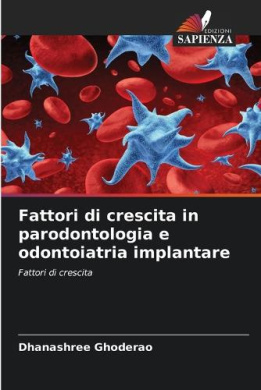 EDIZIONI
SAPIENZA
Fattori di crescita in
parodontologia e
odontoiatria implantare
Fattori di crescita
Dhanashree Ghoderao